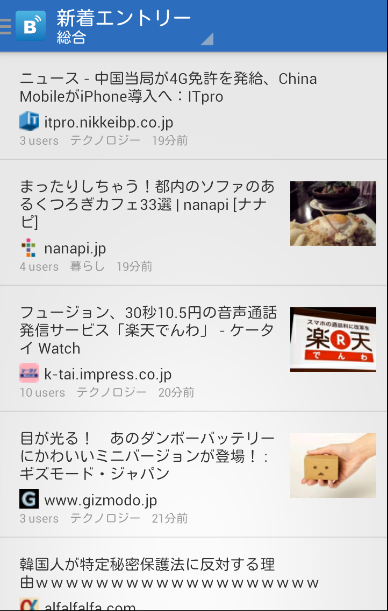 新着エントリー
総合
ニュース - 中国当局が4G免許を発給、China
MobileがiPhone導入へ：ITpro
itpro.nikkeibp.co.jp
3 users テクノロジー 19分前
まったりしちゃう！都内のソファのあ
るくつろぎカフェ33選 | nanapi [ナナ
ピ]
nanapi.jp
4 users 暮らし 19分前
フュージョン、30秒10.5円の音声通話
発信サービス「楽天でんわ」 - ケータ
イ Watch
スマホの通話料に改革を
楽R天
でんわ
k-tai.impress.co.jp
10 users テクノロジー 20分前
目が光る！ あのダンボーバッテリー
にかわいいミニバージョンが登場！ :
ギズモード・ジャパン
www.gizmodo.jp
3 users テクノロジー 21分前
韓国人が特定秘密保護法に反対する理
由ｗｗｗｗｗｗｗｗｗｗｗｗｗｗｗｗｗｗｗ
alfalfalfa.com